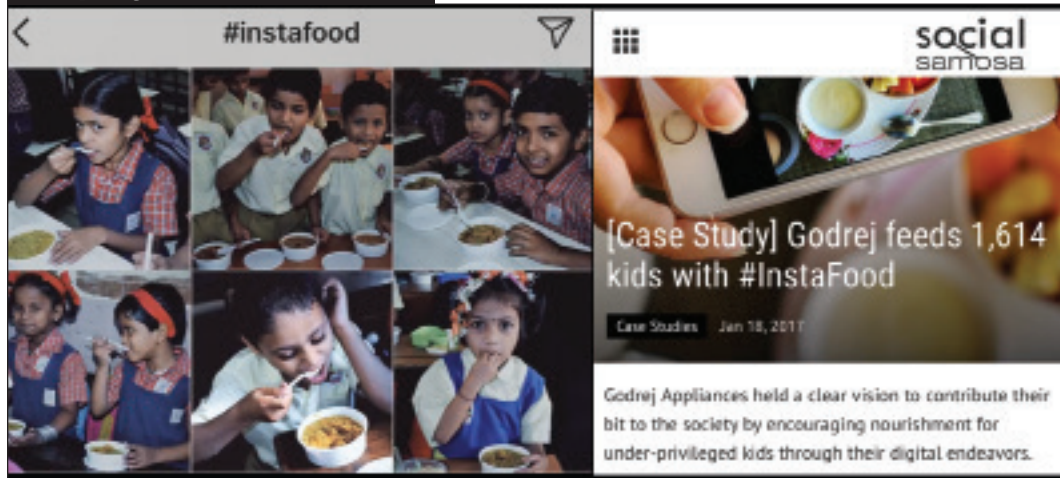 #instafood
social
samosa
[Case Study] Godrej feeds 1,614
kids with #InstaFood
Case Studies Jan 18, 2017
Godrej Appliances held a clear vision to contribute their
bit to the society by encouraging nourishment for
under-privileged kids through their digital endeavors.